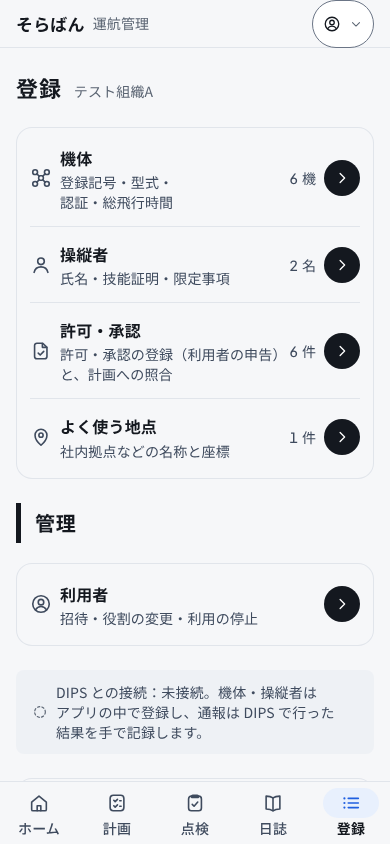 そらばん 運航管理
登録 テスト組織A
機体
登録記号・型式・
認証・総飛行時間
6 機
操縦者
氏名・技能証明・限定事項
2 名
許可・承認
許可・承認の登録（利用者の申告）
と、計画への照合
6 件
よく使う地点
社内拠点などの名称と座標
1 件
管理
利用者
招待・役割の変更・利用の停止
DIPS との接続：未接続。機体・操縦者は
アプリの中で登録し、通報は DIPS で行った
結果を手で記録します。
ホーム 計画 点検 日誌 登録